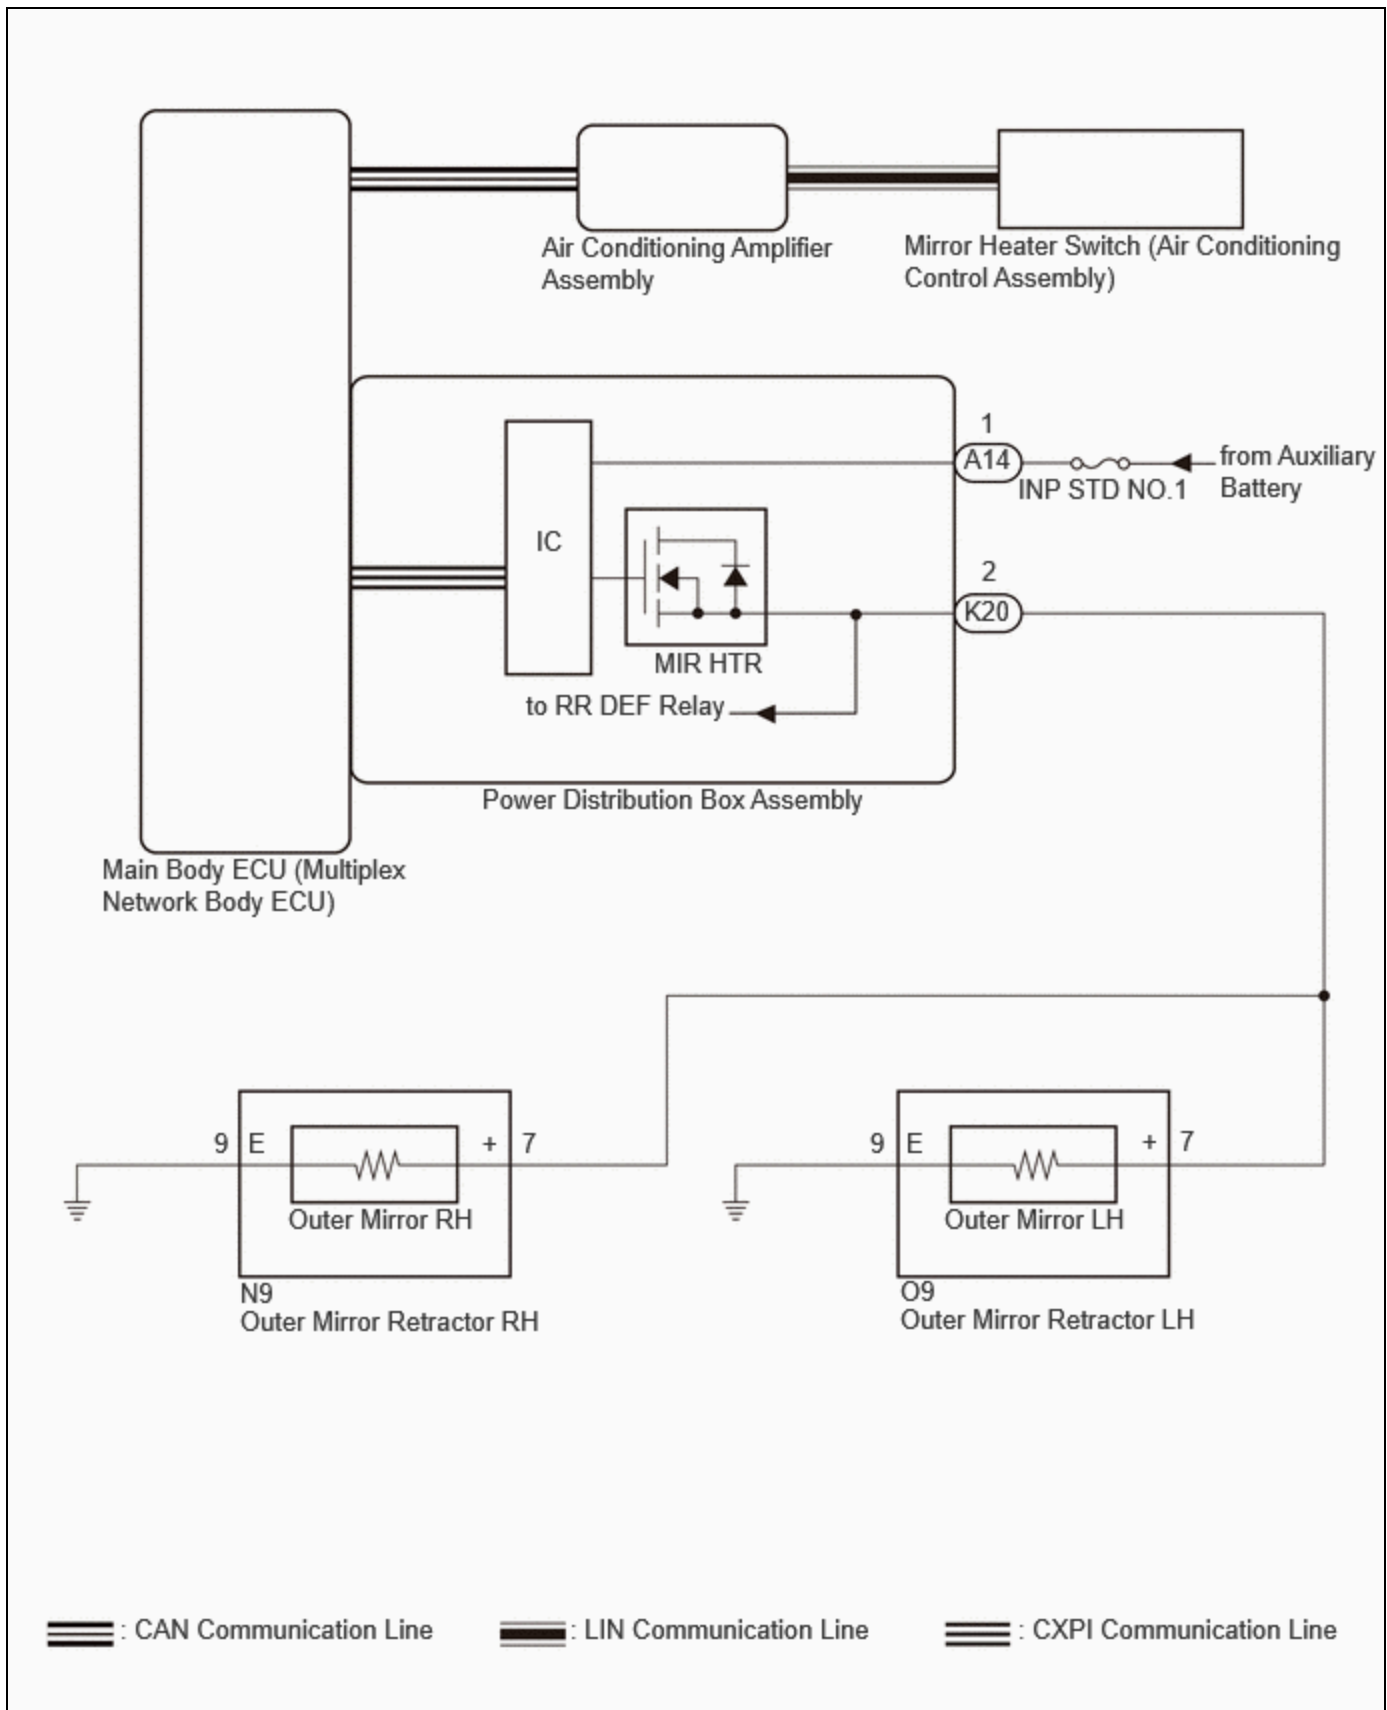 Air Conditioning Amplifier
Assembly
Mirror Heater Switch (Air Conditioning
Control Assembly)
1
A14
from Auxiliary
Battery
INP STD NO.1
IC
2
K20
MIR HTR
to RR DEF Relay
Power Distribution Box Assembly
Main Body ECU (Multiplex
Network Body ECU)
9 E + 7
Outer Mirror RH
N9
Outer Mirror Retractor RH
9 E + 7
Outer Mirror LH
O9
Outer Mirror Retractor LH
: CAN Communication Line
: LIN Communication Line
: CXPI Communication Line